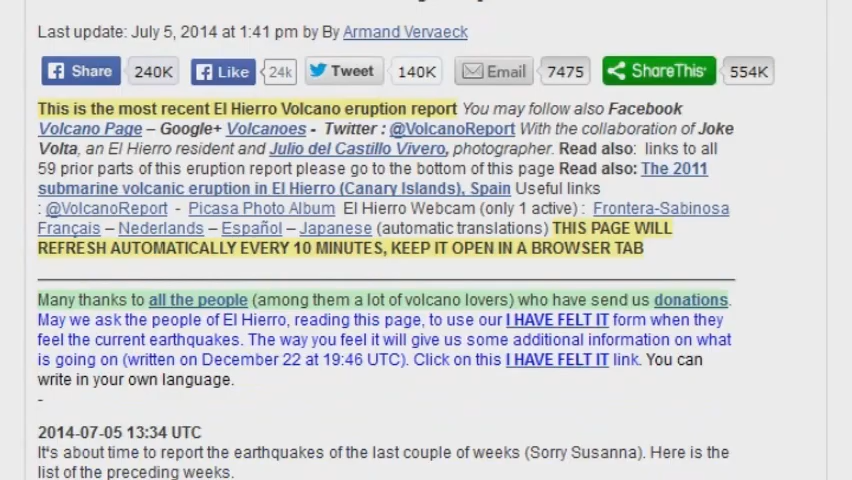 Last update: July 5, 2014 at 1:41 pm by By Armand Vervaeck
Share 240K Like 24k Tweet 140K Email 7475 ShareThis 554K
This is the most recent El Hierro Volcano eruption report You may follow also Facebook
Volcano Page – Google+ Volcanoes - Twitter : @VolcanoReport With the collaboration of Joke
Volta, an El Hierro resident and Julio del Castillo Vivero, photographer. Read also: links to all
59 prior parts of this eruption report please go to the bottom of this page Read also: The 2011
submarine volcanic eruption in El Hierro (Canary Islands), Spain Useful links
: @VolcanoReport - Picasa Photo Album El Hierro Webcam (only 1 active) : Frontera-Sabinosa
Français – Nederlands – Español – Japanese (automatic translations) THIS PAGE WILL
REFRESH AUTOMATICALLY EVERY 10 MINUTES, KEEP IT OPEN IN A BROWSER TAB
Many thanks to all the people (among them a lot of volcano lovers) who have send us donations.
May we ask the people of El Hierro, reading this page, to use our I HAVE FELT IT form when they
feel the current earthquakes. The way you feel it will give us some additional information on what
is going on (written on December 22 at 19:46 UTC). Click on this I HAVE FELT IT link. You can
write in your own language.
-
2014-07-05 13:34 UTC
It's about time to report the earthquakes of the last couple of weeks (Sorry Susanna). Here is the
list of the preceding weeks.